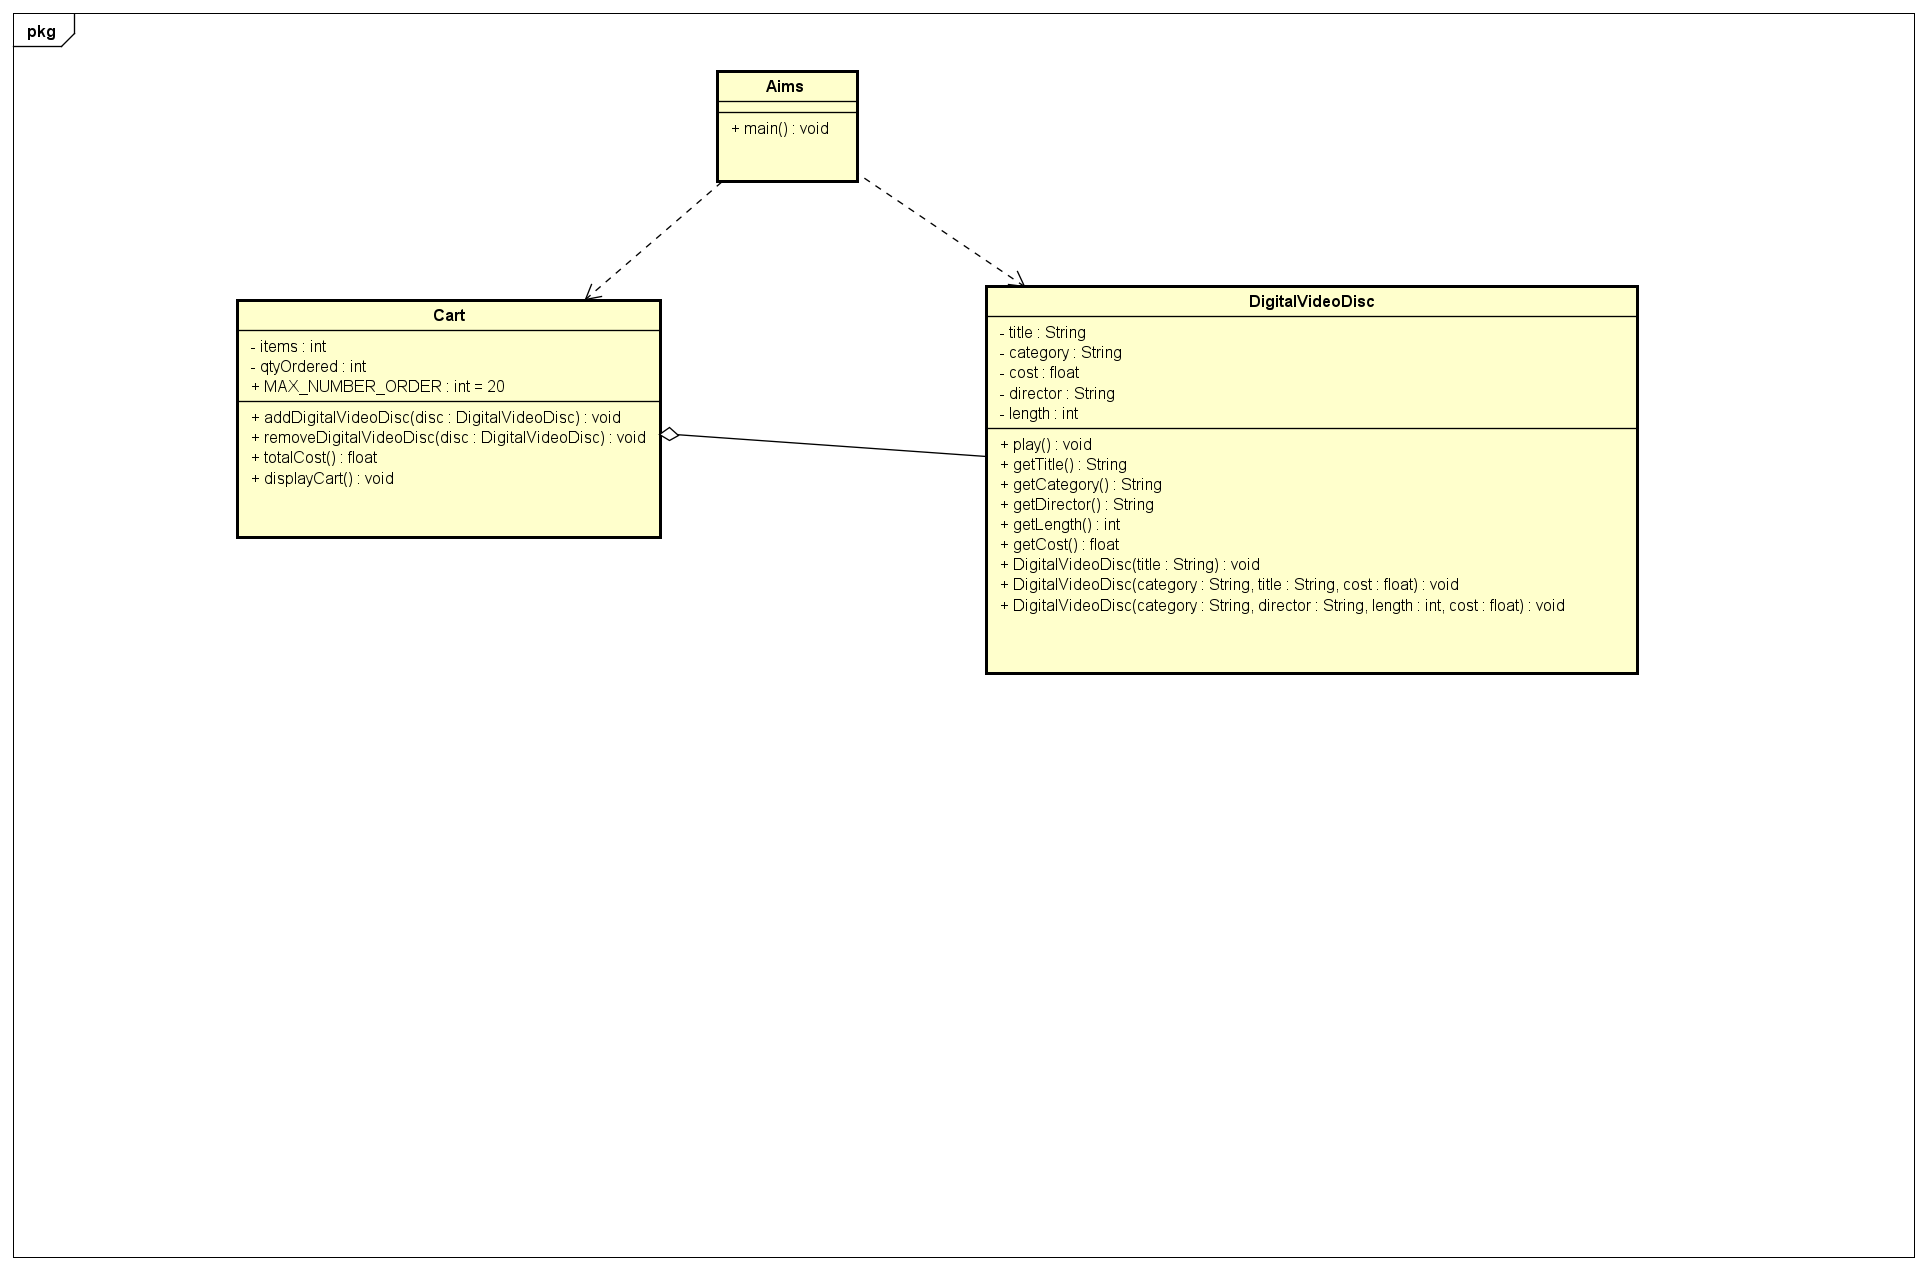 pkg
Aims
+ main() : void
Cart
- items : int
- qtyOrdered : int
+ MAX_NUMBER_ORDER : int = 20
+ addDigitalVideoDisc(disc : DigitalVideoDisc) : void
+ removeDigitalVideoDisc(disc : DigitalVideoDisc) : void
+ totalCost() : float
+ displayCart() : void
DigitalVideoDisc
- title : String
- category : String
- cost : float
- director : String
- length : int
+ play() : void
+ getTitle() : String
+ getCategory() : String
+ getDirector() : String
+ getLength() : int
+ getCost() : float
+ DigitalVideoDisc(title : String) : void
+ DigitalVideoDisc(category : String, title : String, cost : float) : void
+ DigitalVideoDisc(category : String, director : String, length : int, cost : float) : void